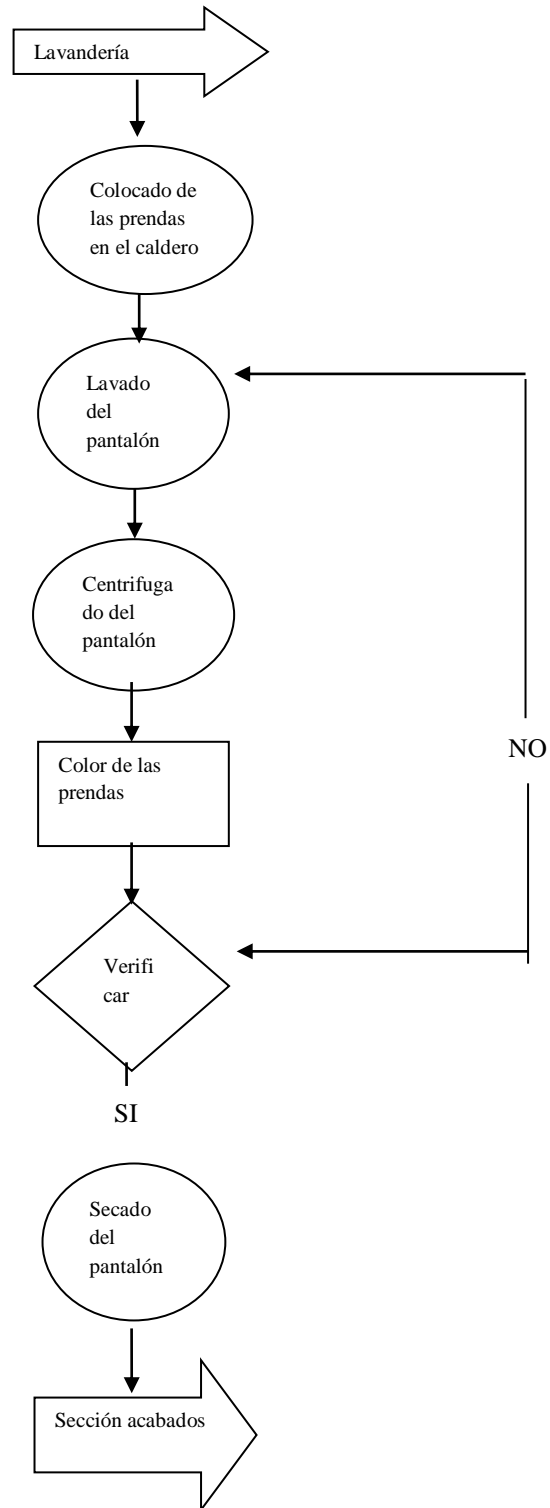 Lavandería
Colocado de
las prendas
en el caldero
Lavado
del
pantalón
Centrifuga
do del
pantalón
Color de las
prendas
NO
Verifi
car
SI
Secado
del
pantalón
Sección acabados